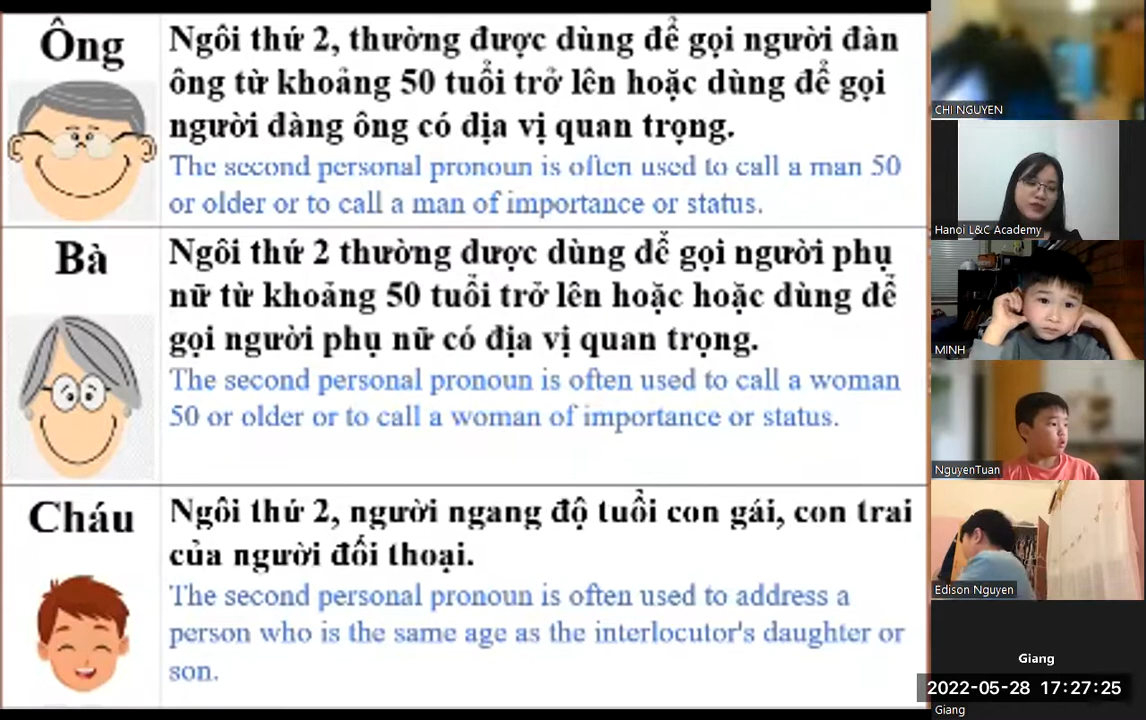 Ông
Ngôi thứ 2, thường được dùng để gọi người đàn
ông từ khoảng 50 tuổi trở lên hoặc dùng để gọi
người đàng ông có địa vị quan trọng.
The second personal pronoun is often used to call a man 50
or older or to call a man of importance or status.
Bà
Ngôi thứ 2 thường được dùng để gọi người phụ
nữ từ khoảng 50 tuổi trở lên hoặc hoặc dùng để
gọi người phụ nữ có địa vị quan trọng.
The second personal pronoun is often used to call a woman
50 or older or to call a woman of importance or status.
Cháu
Ngôi thứ 2, người ngang độ tuổi con gái, con trai
của người đối thoại.
The second personal pronoun is often used to address a
person who is the same age as the interlocutor's daughter or
son.
CHI NGUYEN
Hanoi L&C Academy
MINH
NguyenTuan
Edison Nguyen
Giang
2022-05-28 17:27:25
Giang